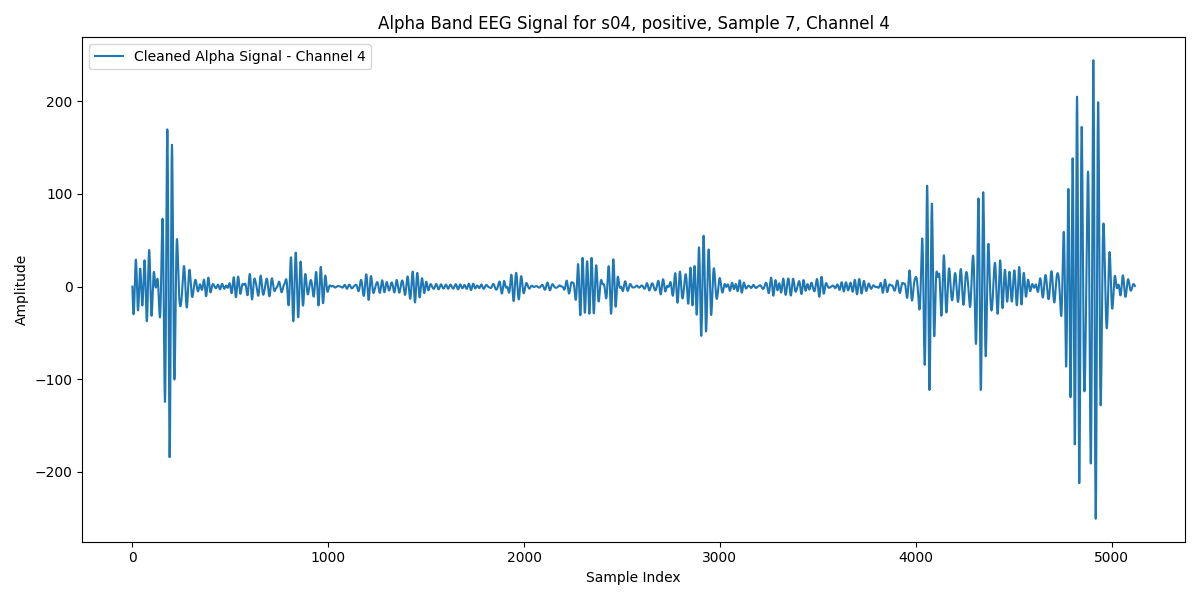 Alpha Band EEG Signal for s04, positive, Sample 7, Channel 4
Cleaned Alpha Signal - Channel 4
200
100
0
−100
−200
Amplitude
0 1000 2000 3000 4000 5000
Sample Index